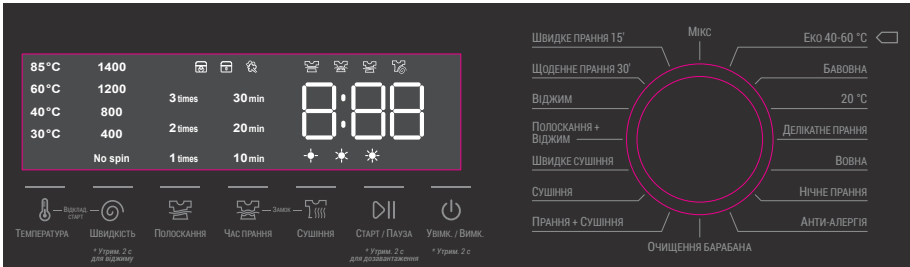 85°C 1400
60°C 1200
40°C 800
30°C 400
No spin
3 times 30 min
2 times 20 min
1 times 10 min
8:88
Відклад. старт
Замок
Температура
Швидкість
* Утрим. 2 с
для віджиму
Полоскання
Час прання
Сушіння
Старт / Пауза
* Утрим. 2 с
для дозавантаження
Увімк. / Вимк.
* Утрим. 2 с
Мікс
Швидке прання 15'
Щоденне прання 30'
Віджим
Полоскання +
Віджим
Швидке сушіння
Сушіння
Прання + Сушіння
Очищення барабана
Еко 40-60 °C
Бавовна
20 °C
Делікатне прання
Вовна
Нічне прання
Анти-алергія